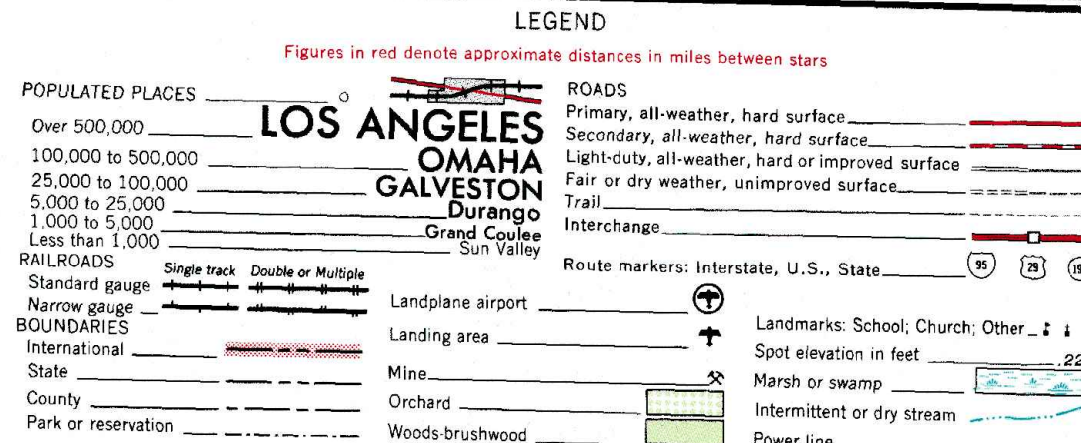 LEGEND
Figures in red denote approximate distances in miles between stars
POPULATED PLACES
Over 500,000 LOS ANGELES
100,000 to 500,000 OMAHA
25,000 to 100,000 GALVESTON
5,000 to 25,000 Durango
1,000 to 5,000 Grand Coulee
Less than 1,000 Sun Valley
RAILROADS
Single track Double or Multiple
Standard gauge
Narrow gauge
BOUNDARIES
International
State
County
Park or reservation
Landplane airport
Landing area
Mine
Orchard
Woods-brushwood
ROADS
Primary, all-weather, hard surface
Secondary, all-weather, hard surface
Light-duty, all-weather, hard or improved surface
Fair or dry weather, unimproved surface
Trail
Interchange
Route markers: Interstate, U.S., State 95 29
Landmarks: School; Church; Other
Spot elevation in feet
Marsh or swamp
Intermittent or dry stream
Power line